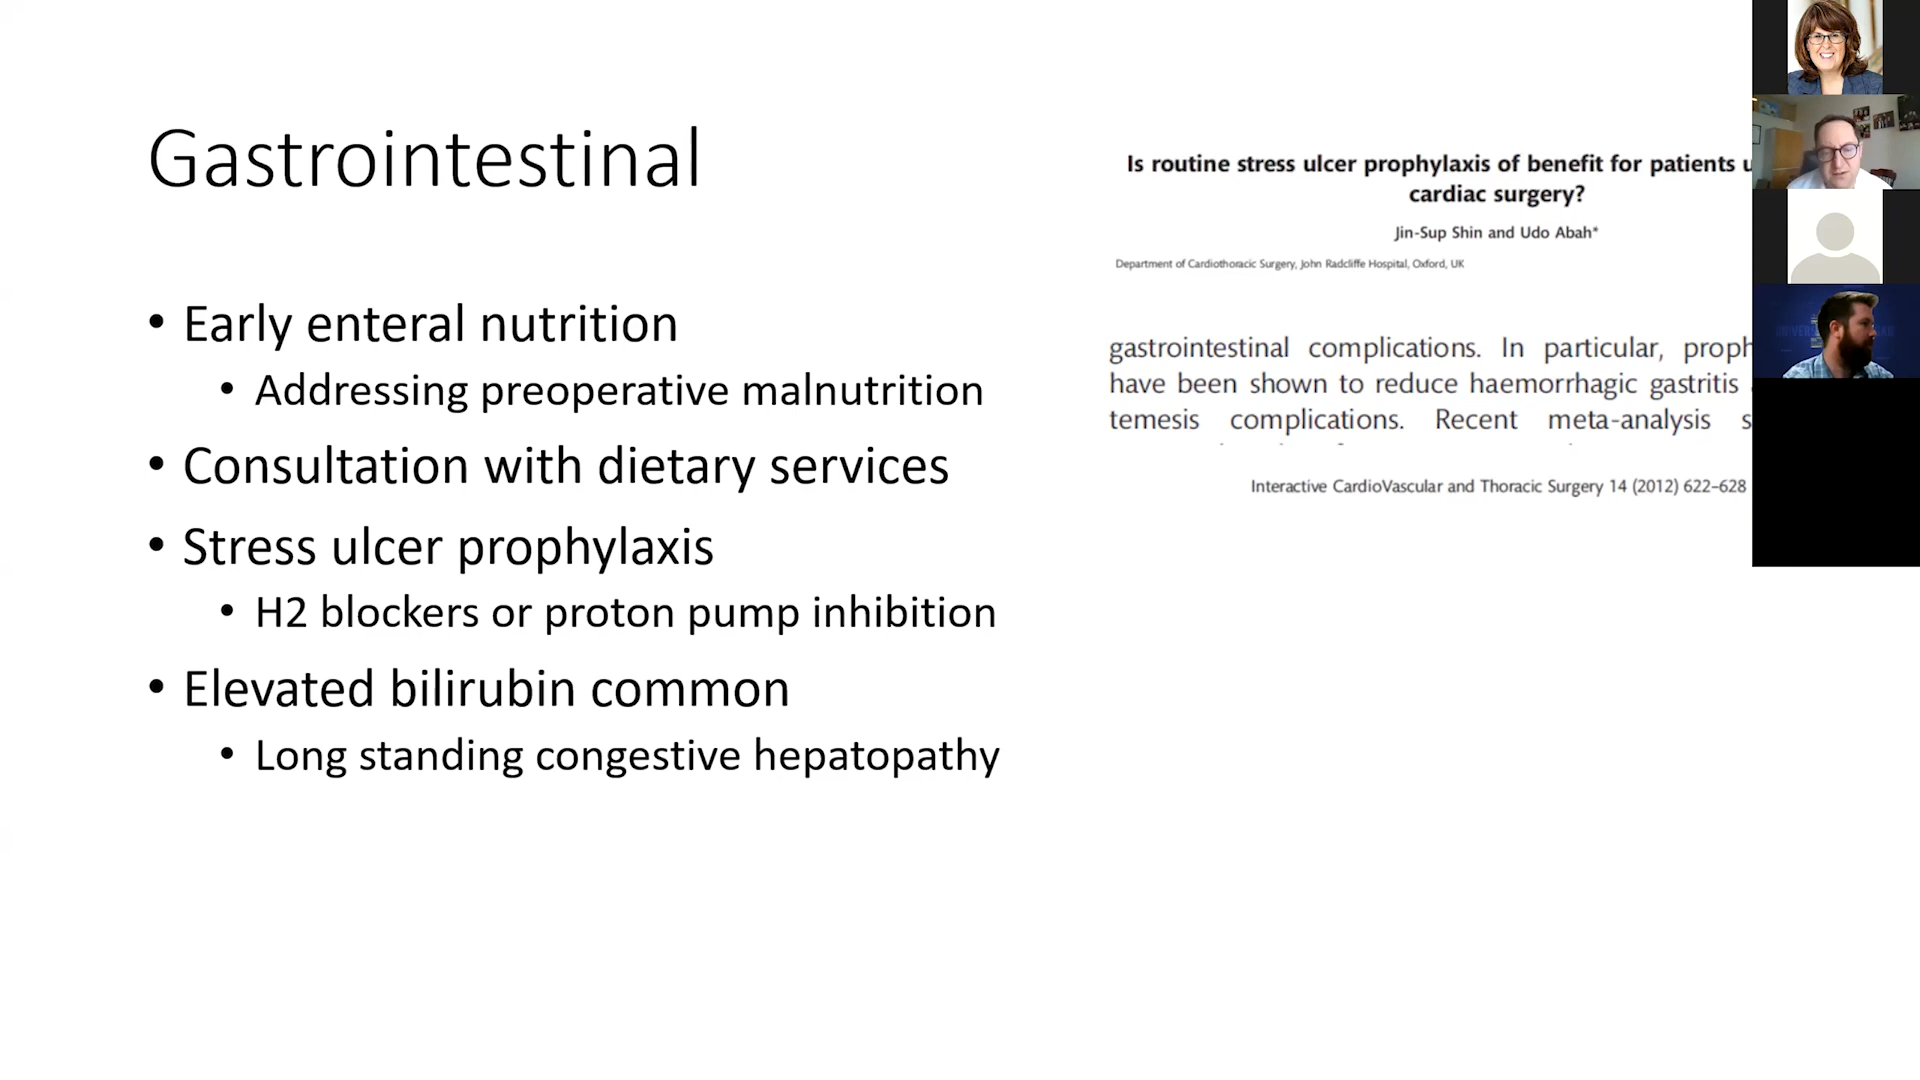 Gastrointestinal
• Early enteral nutrition
• Addressing preoperative malnutrition
• Consultation with dietary services
• Stress ulcer prophylaxis
• H2 blockers or proton pump inhibition
• Elevated bilirubin common
• Long standing congestive hepatopathy
Is routine stress ulcer prophylaxis of benefit for patients
cardiac surgery?
Jin-Sup Shin and Udo Abah*
Department of Cardiothoracic Surgery, John Radcliffe Hospital, Oxford, UK
gastrointestinal complications. In particular, proph
have been shown to reduce haemorrhagic gastritis
temesis complications. Recent meta-analysis s
Interactive CardioVascular and Thoracic Surgery 14 (2012) 622–628